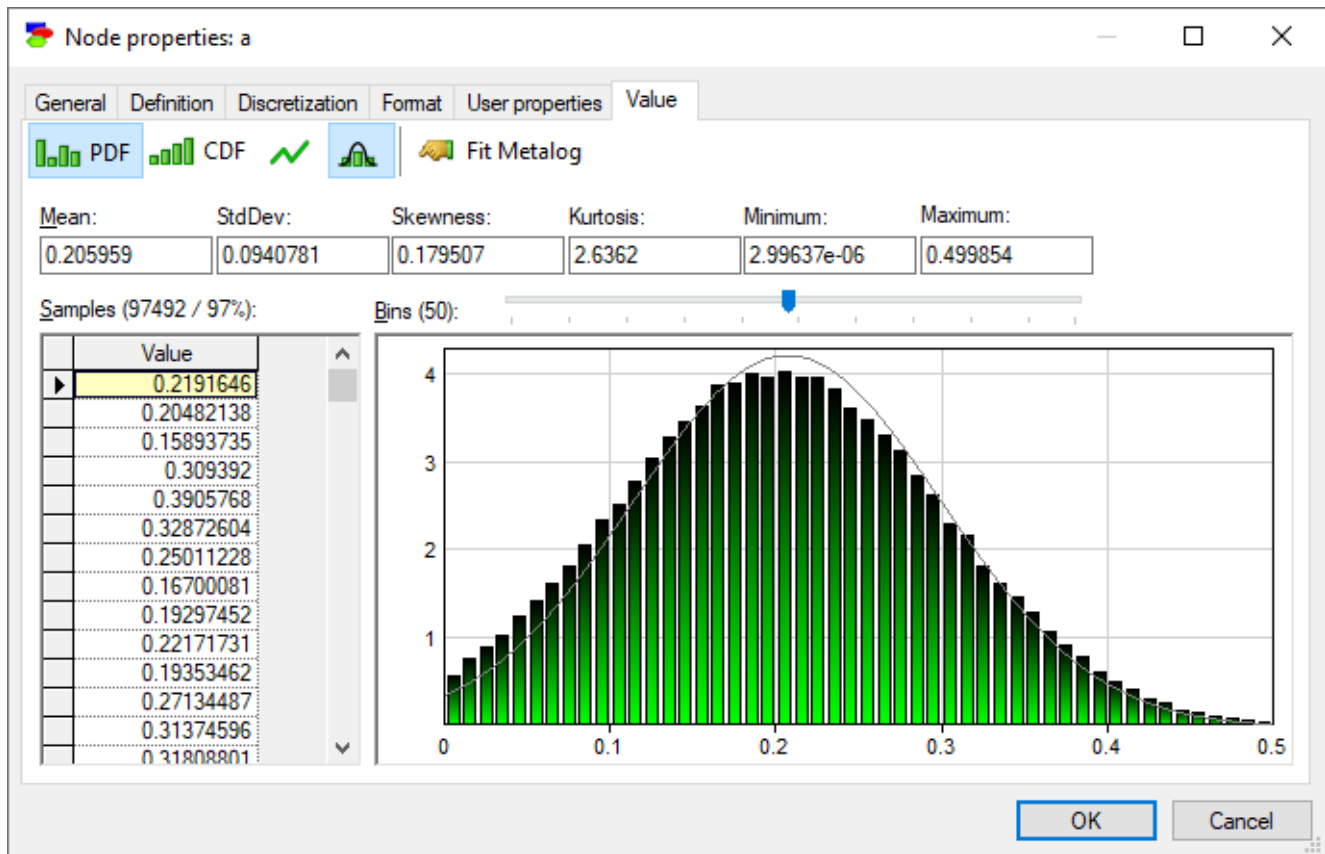 Node properties: a
General Definition Discretization Format User properties Value
PDF CDF Fit Metalog
Mean: StdDev: Skewness: Kurtosis: Minimum: Maximum:
0.205959 0.0940781 0.179507 2.6362 2.99637e-06 0.499854
Samples (97492 / 97%): Bins (50):
Value
0.2191646
0.20482138
0.15893735
0.309392
0.3905768
0.32872604
0.25011228
0.16700081
0.19297452
0.22171731
0.19353462
0.27134487
0.31374596
0.31808801
4
3
2
1
0 0.1 0.2 0.3 0.4 0.5
OK Cancel